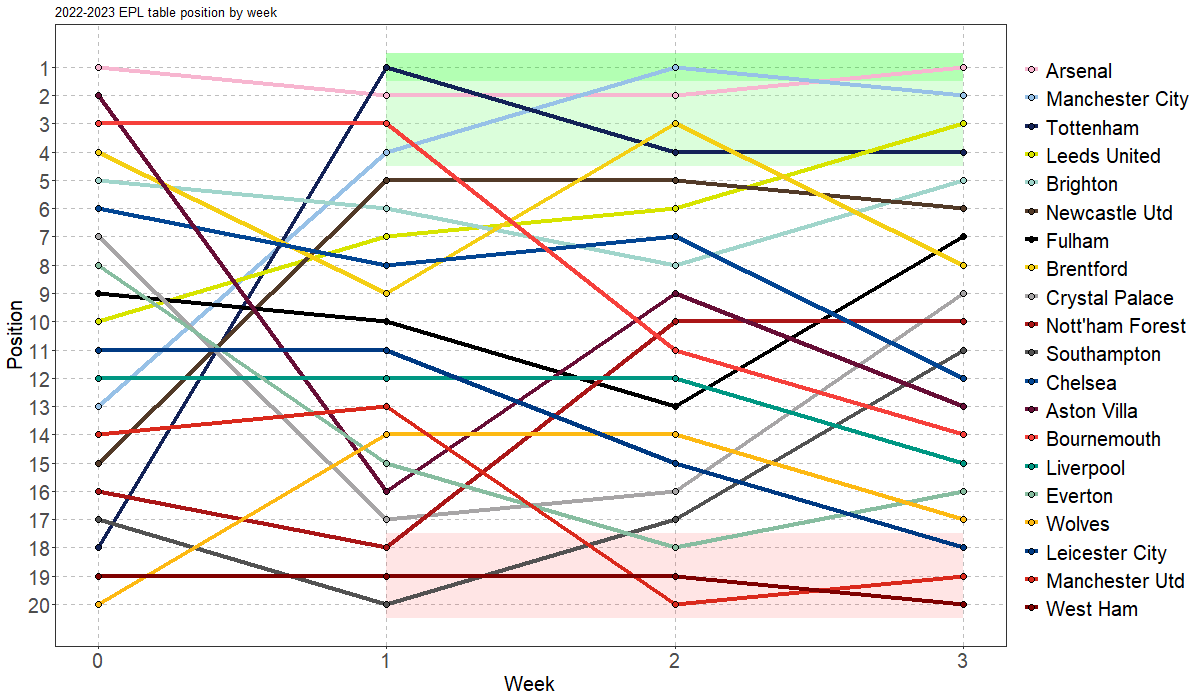 2022-2023 EPL table position by week
Position
1
2
3
4
5
6
7
8
9
10
11
12
13
14
15
16
17
18
19
20
0 1 2 3
Week
Arsenal
Manchester City
Tottenham
Leeds United
Brighton
Newcastle Utd
Fulham
Brentford
Crystal Palace
Nott'ham Forest
Southampton
Chelsea
Aston Villa
Bournemouth
Liverpool
Everton
Wolves
Leicester City
Manchester Utd
West Ham